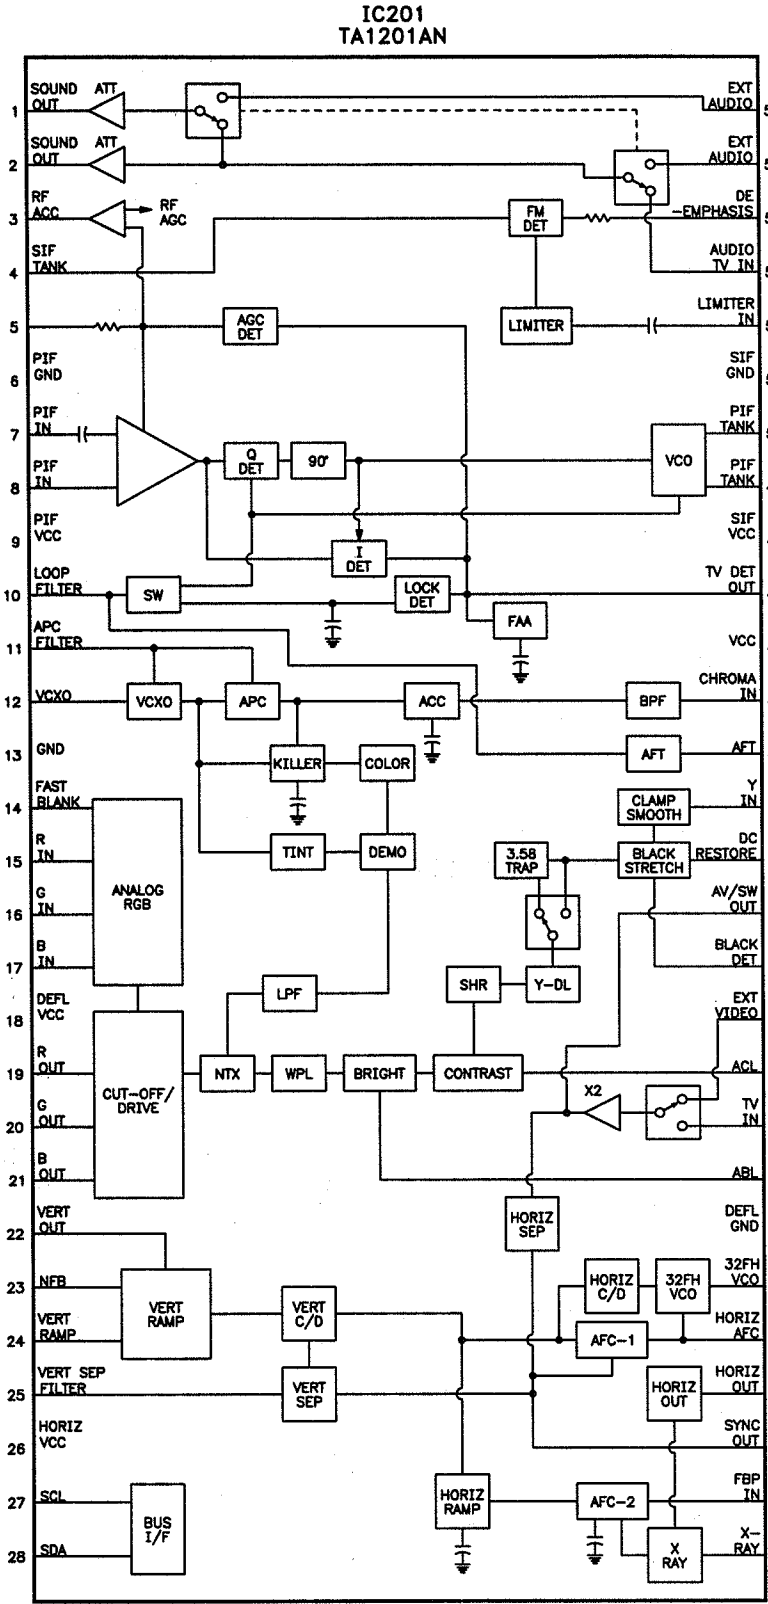 IC201
TA1201AN
1 SOUND OUT ATT EXT AUDIO
2 SOUND OUT ATT EXT AUDIO
3 RF ACC RF AGC FM DET DE -EMPHASIS
4 SIF TANK AUDIO TV IN
5 AGC DET LIMITER LIMITER IN
6 PIF GND SIF GND
7 PIF IN PIF TANK
8 PIF IN Q DET 90° VCO PIF TANK
9 PIF VCC I DET SIF VCC
10 LOOP FILTER SW LOCK DET FAA TV DET OUT
11 APC FILTER VCC
12 VCXO VCXO APC ACC BPF CHROMA IN
13 GND KILLER COLOR AFT AFT
14 FAST BLANK CLAMP SMOOTH Y IN
15 R IN ANALOG RGB TINT DEMO 3.58 TRAP BLACK STRETCH DC RESTORE
16 G IN AV/SW OUT
17 B IN LPF SHR Y-DL BLACK DET
18 DEFL VCC EXT VIDEO
19 R OUT CUT-OFF/ DRIVE NTX WPL BRIGHT CONTRAST ACL
20 G OUT X2 TV IN
21 B OUT ABL
22 VERT OUT HORIZ SEP DEFL GND
23 NFB VERT RAMP VERT C/D HORIZ C/D 32FH VCO 32FH VCO
24 VERT RAMP AFC-1 HORIZ AFC
25 VERT SEP FILTER VERT SEP HORIZ OUT HORIZ OUT
26 HORIZ VCC SYNC OUT
27 SCL BUS I/F HORIZ RAMP AFC-2 FBP IN
28 SDA X RAY X- RAY